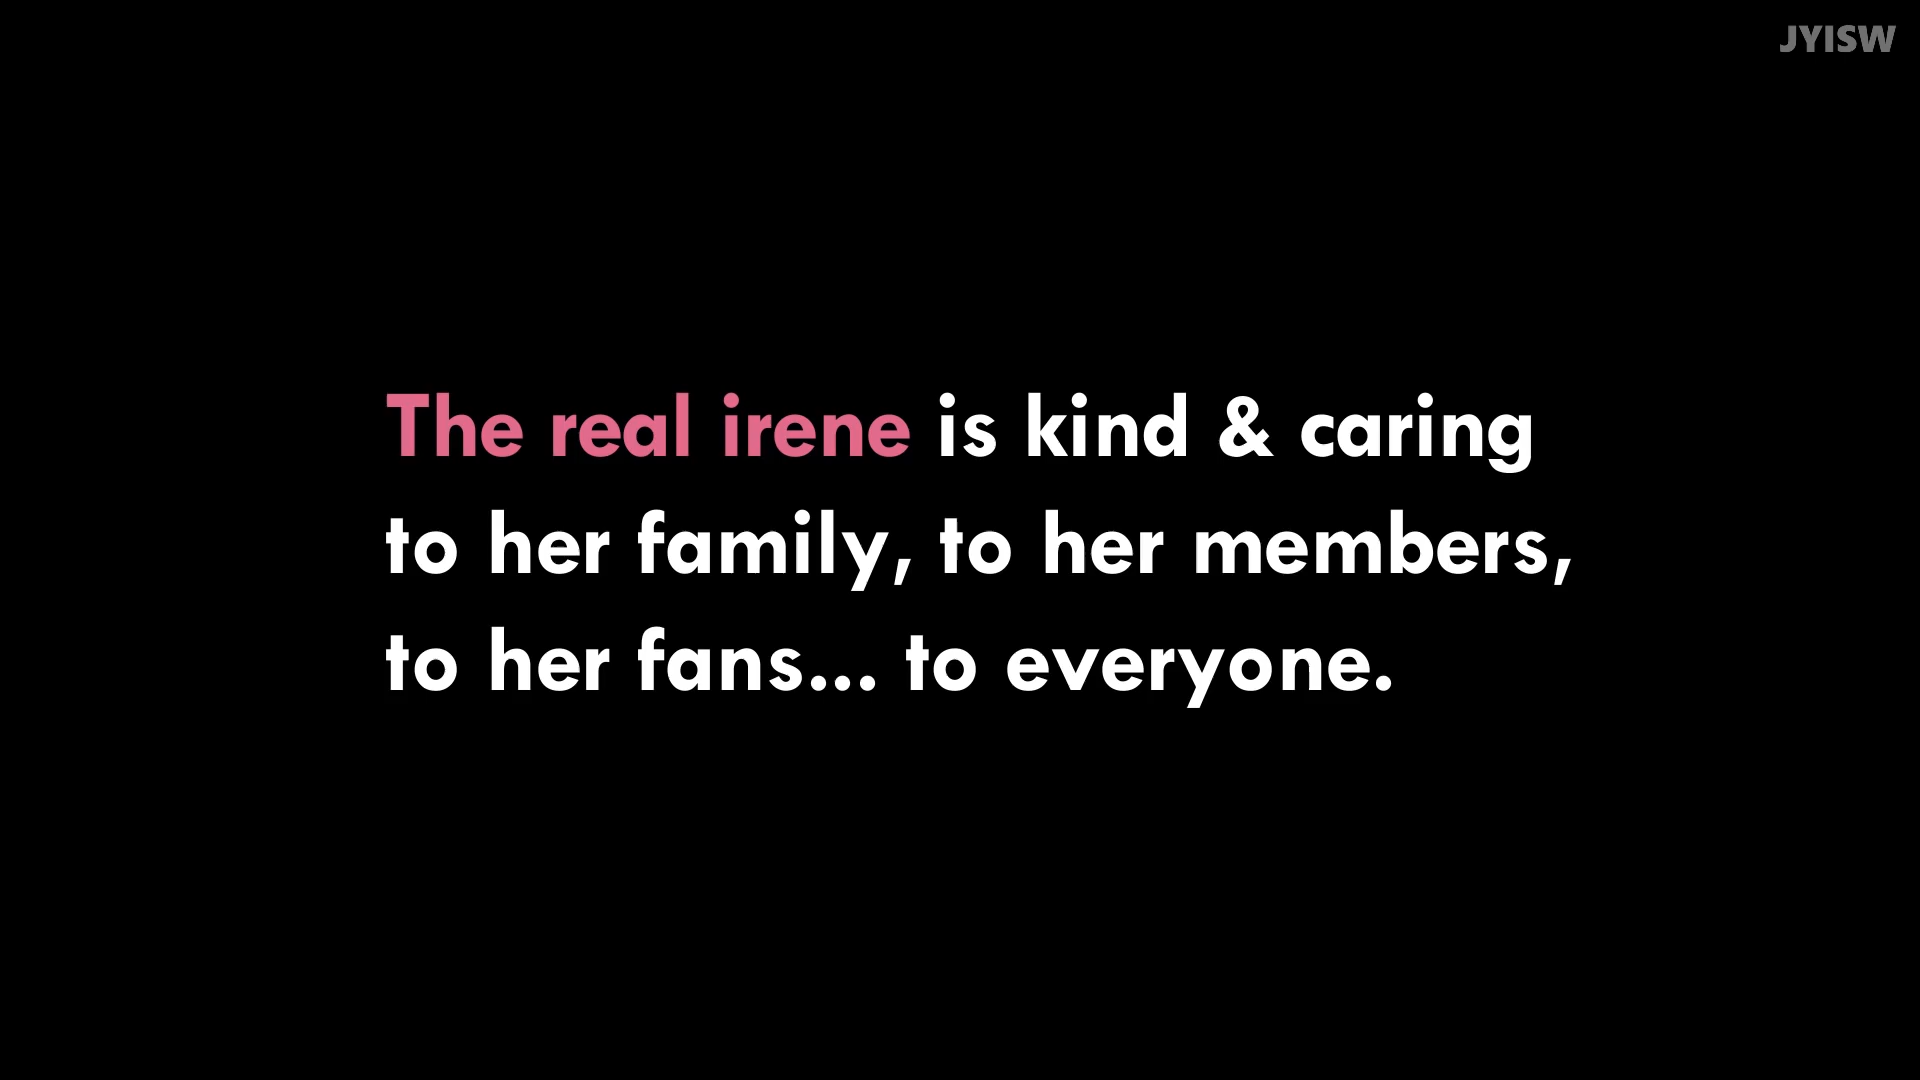 JYISW
The real irene is kind & caring
to her family, to her members,
to her fans... to everyone.